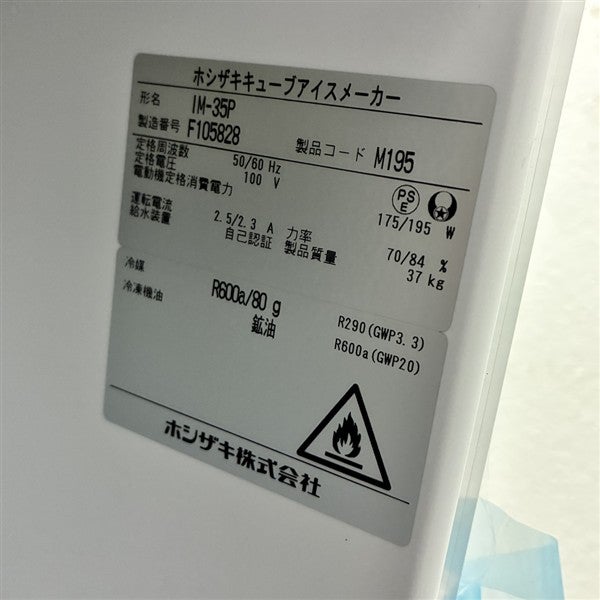 ホシザキキューブアイスメーカー
形名 IM-35P
製造番号 F105828 製品コード M195
定格周波数 50/60 Hz
定格電圧 100 V
電動機定格消費電力 175/195 W
PS
E
運転電流 2.5/2.3 A 力率 70/84 %
給水装置 自己認証 製品質量 37 kg
冷媒 R600a/80 g R290(GWP3.3)
冷凍機油 鉱油 R600a(GWP20)
ホシザキ株式会社